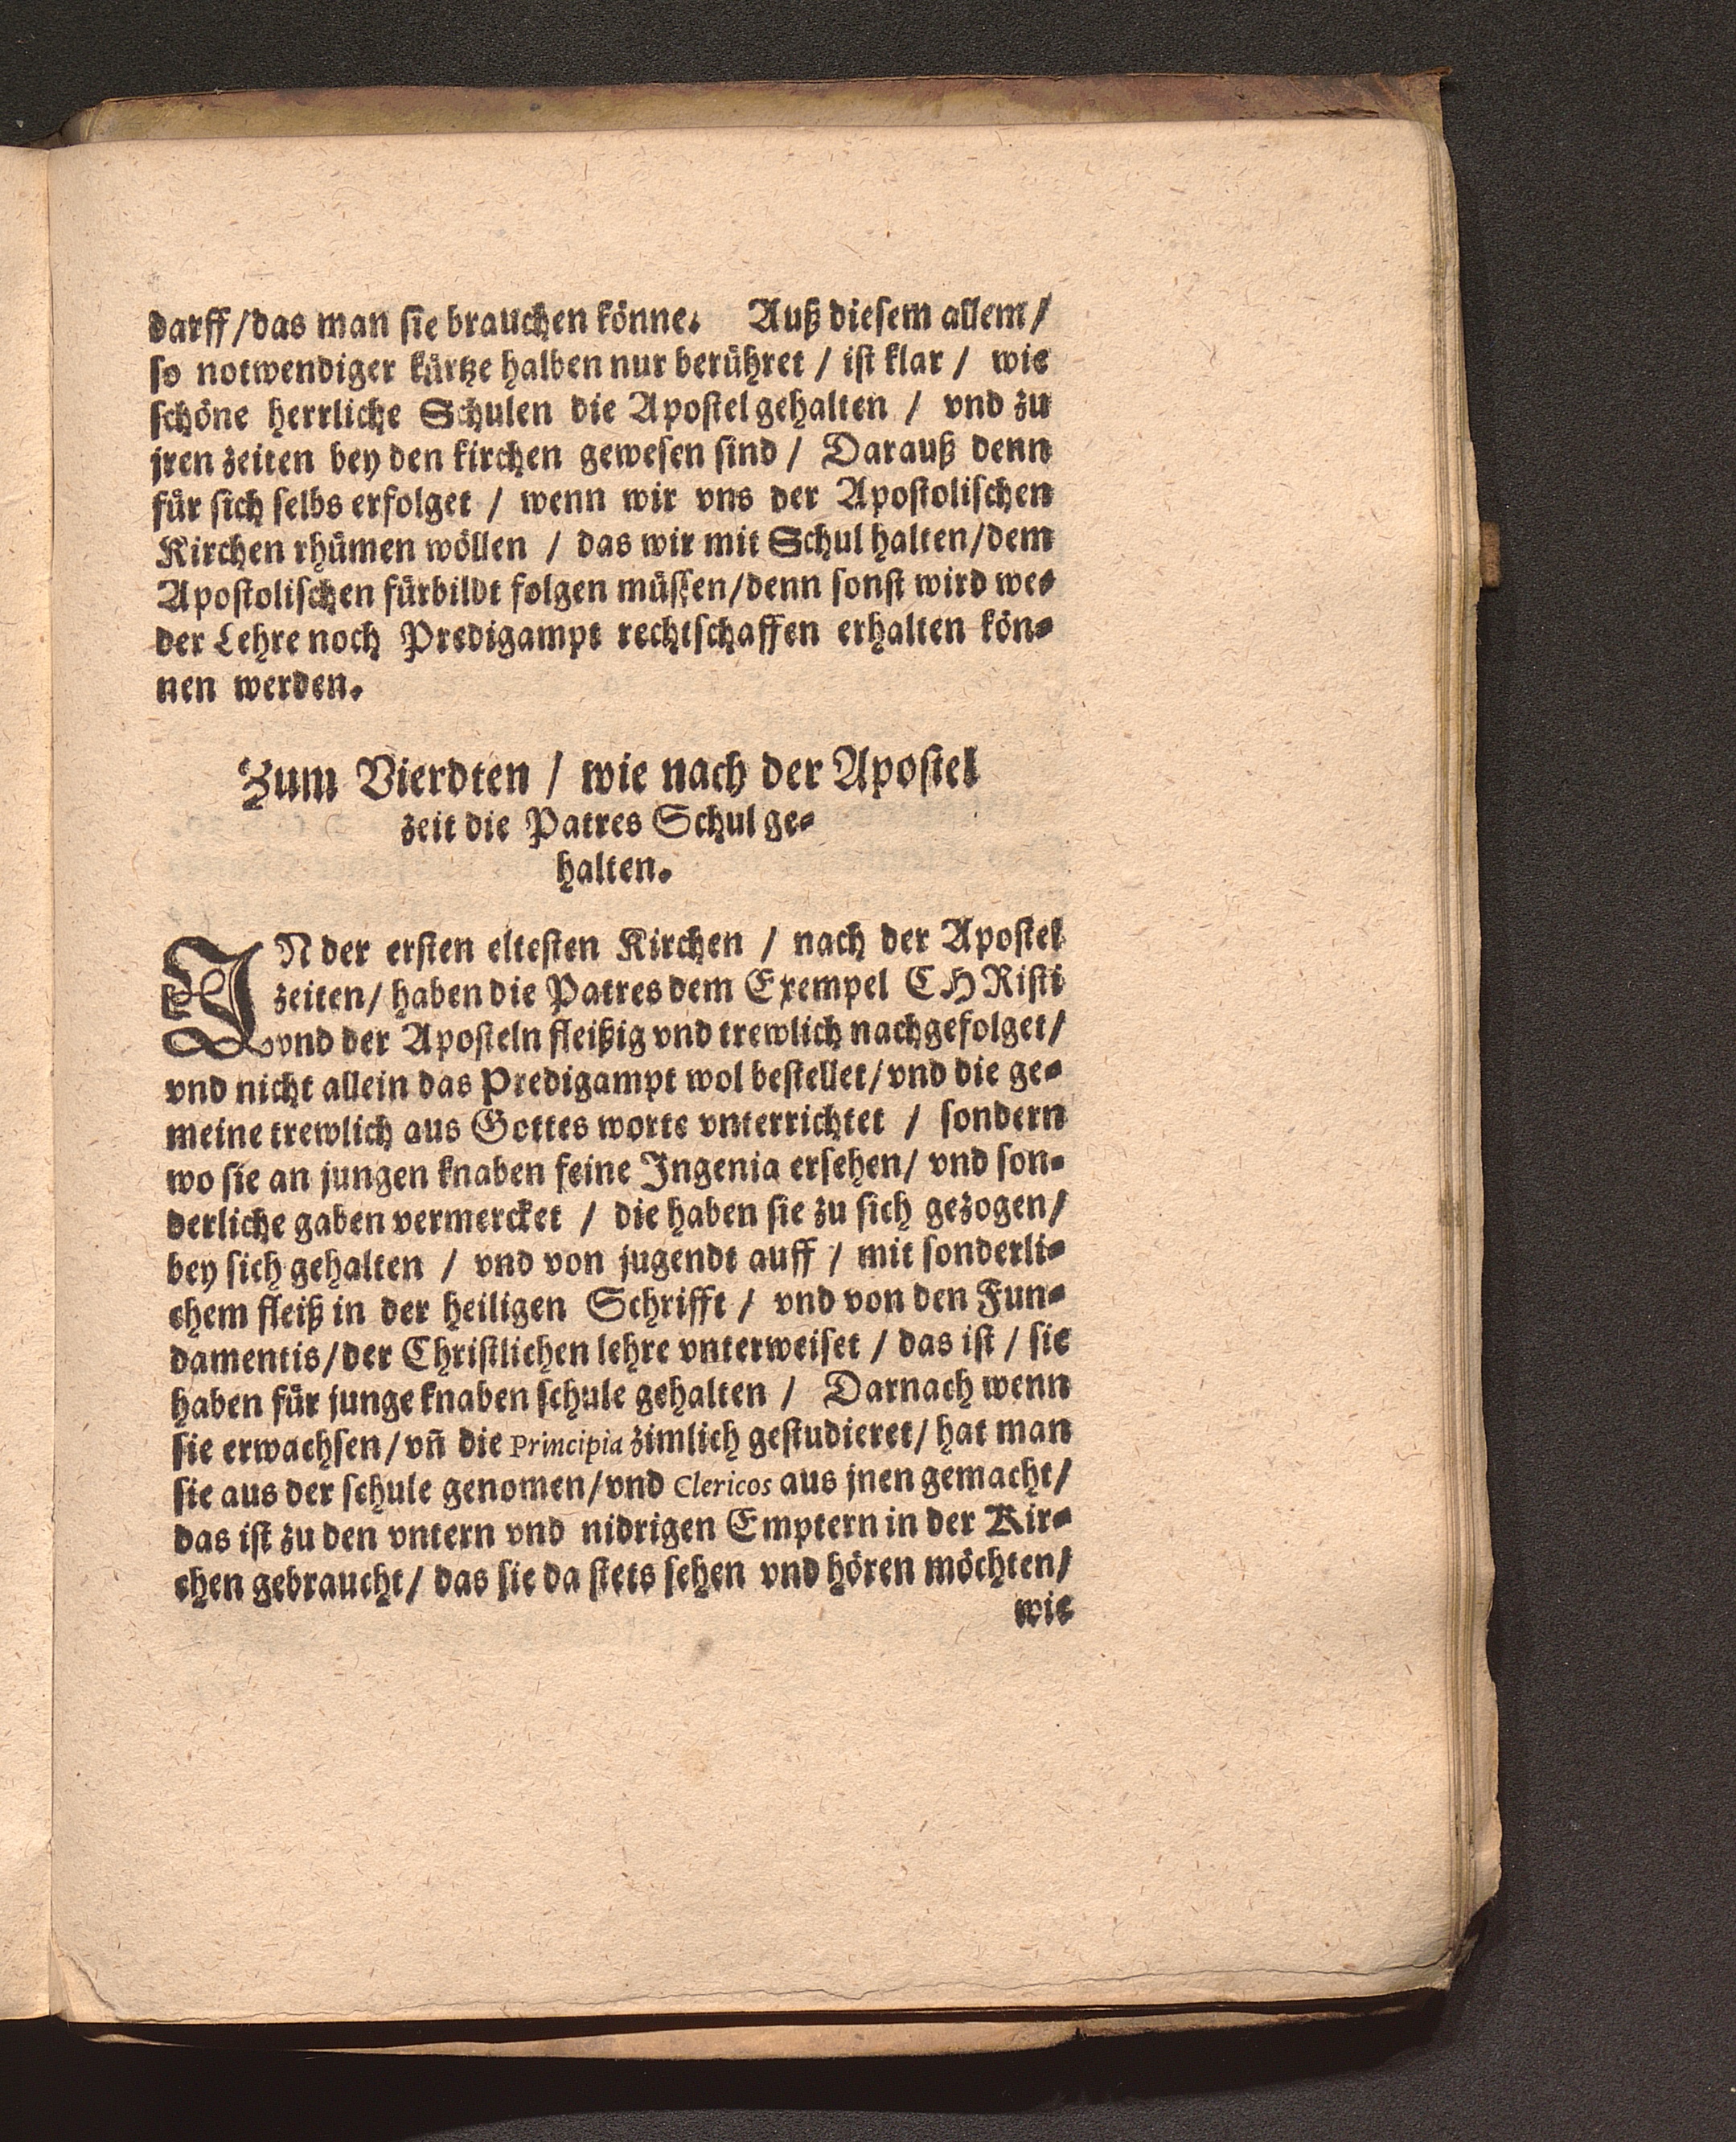 darff/das man sie brauchen könne. Auß diesem allem/
so notwendiger kürtze halben nur berühret / ist klar / wie
schöne herrliche Schulen die Apostel gehalten / vnd zu
jren zeiten bey den kirchen gewesen sind / Darauß denn
für sich selbs erfolget / wenn wir vns der Apostolischen
Kirchen rhümen wöllen / das wir mit Schul halten/dem
Apostolischen fürbildt folgen müssen/denn sonst wird we-
der Lehre noch Predigampt rechtschaffen erhalten kön-
nen werden.
Zum Vierdten / wie nach der Apostel
zeit die Patres Schul ge-
halten.
IN der ersten eltesten Kirchen / nach der Apostel
zeiten/ haben die Patres dem Exempel CHRisti
vnd der Aposteln fleißig vnd trewlich nachgefolget/
vnd nicht allein das Predigampt wol bestellet/vnd die ge-
meine trewlich aus Gottes worte vnterrichtet / sondern
wo sie an jungen knaben feine Ingenia ersehen/ vnd son-
derliche gaben vermercket / die haben sie zu sich gezogen/
bey sich gehalten / vnd von jugendt auff / mit sonderli-
chem fleiß in der heiligen Schrifft / vnd von den Fun-
damentis/der Christlichen lehre vnterweiset / das ist / sie
haben für junge knaben schule gehalten / Darnach wenn
sie erwachsen/vñ die Principia zimlich gestudieret/ hat man
sie aus der schule genomen/vnd Clericos aus jnen gemacht/
das ist zu den vntern vnd nidrigen Emptern in der Kir-
chen gebraucht/ das sie da stets sehen vnd hören möchten/
wie